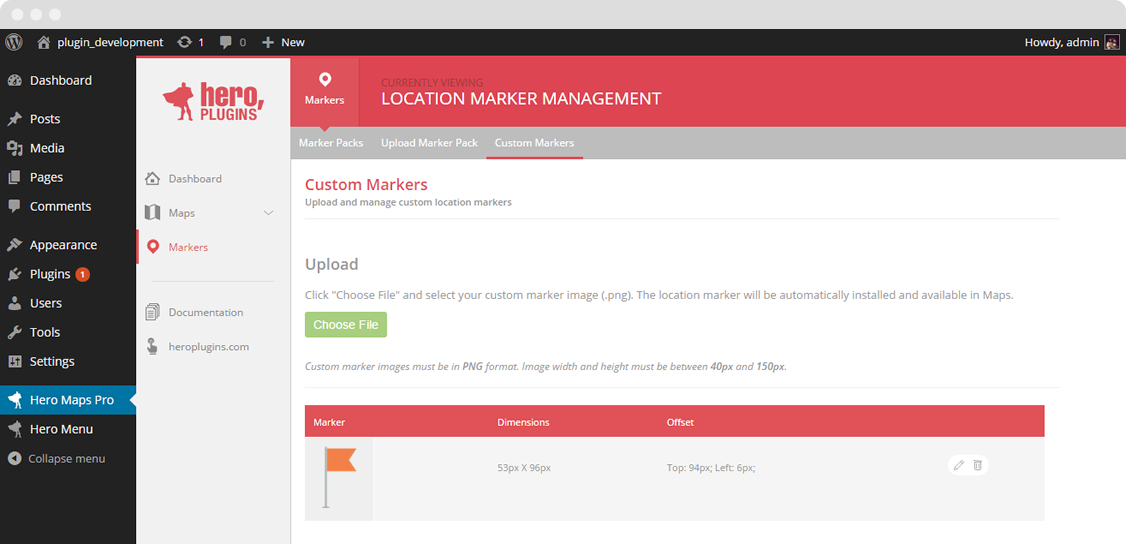 plugin_development
1
0
New
Howdy, admin
Dashboard
Posts
Media
Pages
Comments
Appearance
Plugins 1
Users
Tools
Settings
Hero Maps Pro
Hero Menu
Collapse menu
hero,
PLUGINS
Dashboard
Maps
Markers
Documentation
heroplugins.com
Markers
CURRENTLY VIEWING
LOCATION MARKER MANAGEMENT
Marker Packs
Upload Marker Pack
Custom Markers
Custom Markers
Upload and manage custom location markers
Upload
Click "Choose File" and select your custom marker image (.png). The location marker will be automatically installed and available in Maps.
Choose File
Custom marker images must be in PNG format. Image width and height must be between 40px and 150px.
Marker Dimensions Offset
53px X 96px Top: 94px; Left: 6px;